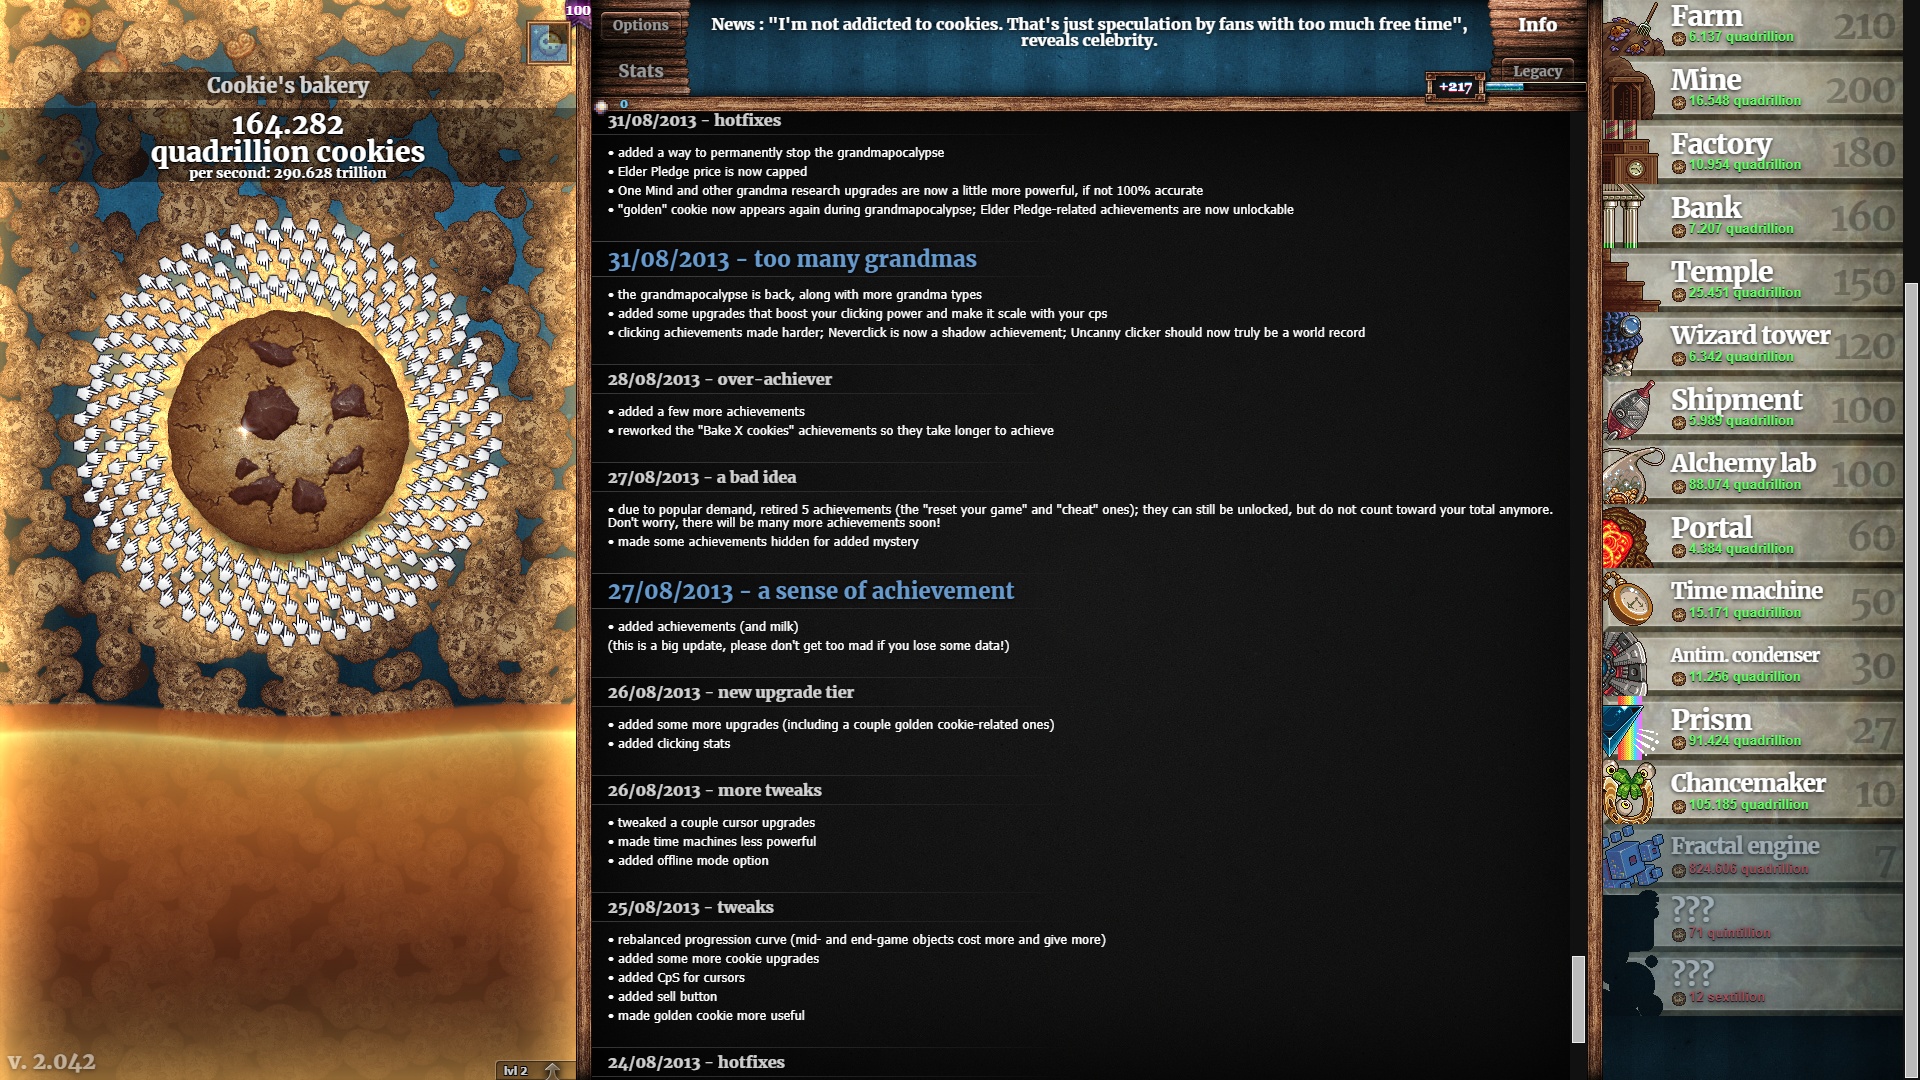 100
Cookie's bakery
164.282
quadrillion cookies
per second: 290.628 trillion
v. 2.042
lvl 2
Options
Stats
News : "I'm not addicted to cookies. That's just speculation by fans with too much free time",
reveals celebrity.
Info
Legacy
+217
0
31/08/2013 - hotfixes
• added a way to permanently stop the grandmapocalypse
• Elder Pledge price is now capped
• One Mind and other grandma research upgrades are now a little more powerful, if not 100% accurate
• "golden" cookie now appears again during grandmapocalypse; Elder Pledge-related achievements are now unlockable
31/08/2013 - too many grandmas
• the grandmapocalypse is back, along with more grandma types
• added some upgrades that boost your clicking power and make it scale with your cps
• clicking achievements made harder; Neverclick is now a shadow achievement; Uncanny clicker should now truly be a world record
28/08/2013 - over-achiever
• added a few more achievements
• reworked the "Bake X cookies" achievements so they take longer to achieve
27/08/2013 - a bad idea
• due to popular demand, retired 5 achievements (the "reset your game" and "cheat" ones); they can still be unlocked, but do not count toward your total anymore.
Don't worry, there will be many more achievements soon!
• made some achievements hidden for added mystery
27/08/2013 - a sense of achievement
• added achievements (and milk)
(this is a big update, please don't get too mad if you lose some data!)
26/08/2013 - new upgrade tier
• added some more upgrades (including a couple golden cookie-related ones)
• added clicking stats
26/08/2013 - more tweaks
• tweaked a couple cursor upgrades
• made time machines less powerful
• added offline mode option
25/08/2013 - tweaks
• rebalanced progression curve (mid- and end-game objects cost more and give more)
• added some more cookie upgrades
• added CpS for cursors
• added sell button
• made golden cookie more useful
24/08/2013 - hotfixes
Farm 210
6.137 quadrillion
Mine 200
16.548 quadrillion
Factory 180
10.954 quadrillion
Bank 160
7.207 quadrillion
Temple 150
25.451 quadrillion
Wizard tower 120
6.342 quadrillion
Shipment 100
5.989 quadrillion
Alchemy lab 100
88.074 quadrillion
Portal 60
4.384 quadrillion
Time machine 50
15.171 quadrillion
Antim. condenser 30
11.256 quadrillion
Prism 27
91.424 quadrillion
Chancemaker 10
105.185 quadrillion
Fractal engine 7
824.606 quadrillion
???
71 quintillion
???
12 sextillion